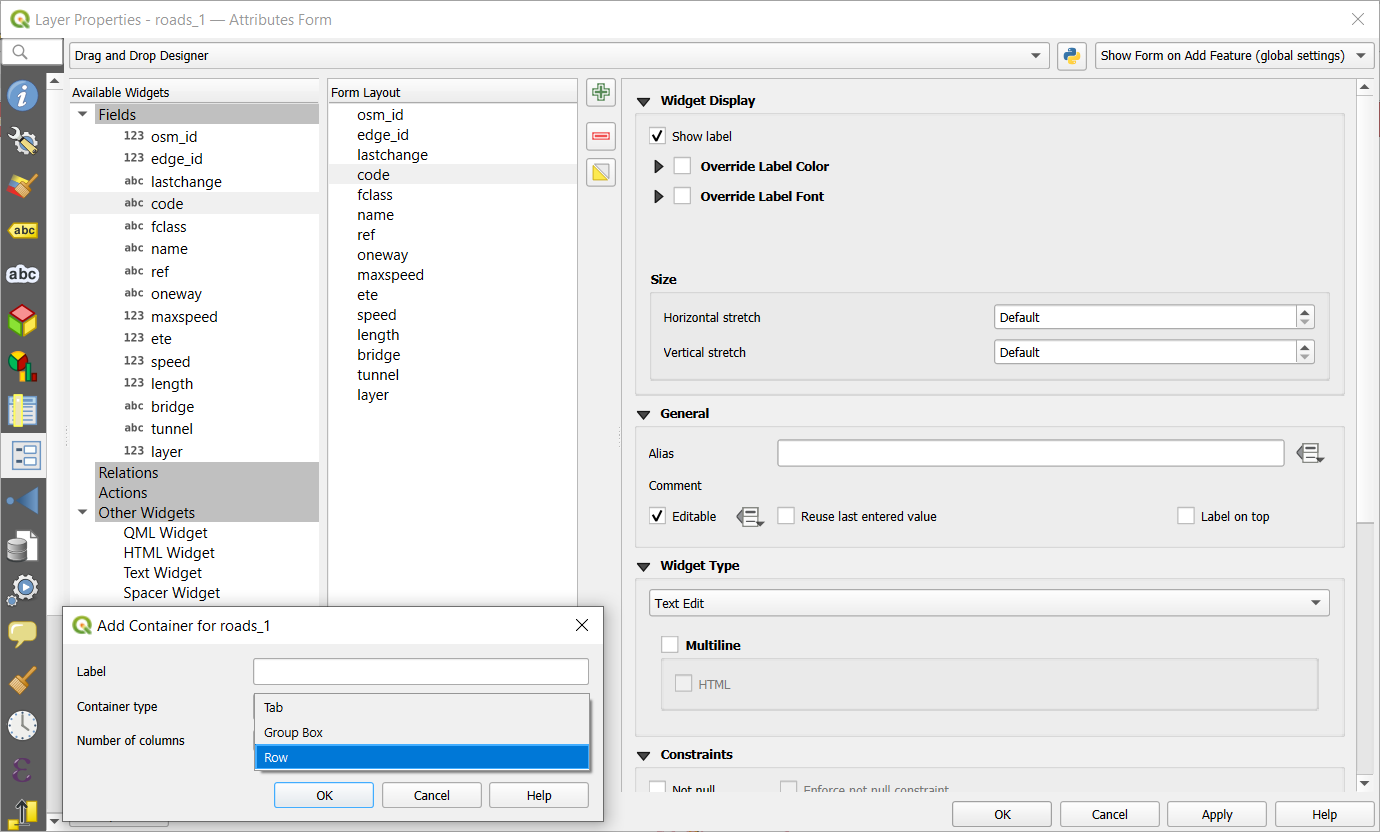 Layer Properties - roads_1 — Attributes Form
Drag and Drop Designer
Show Form on Add Feature (global settings)
Available Widgets
Fields
123 osm_id
123 edge_id
abc lastchange
abc code
abc fclass
abc name
abc ref
abc oneway
123 maxspeed
123 ete
123 speed
123 length
abc bridge
abc tunnel
123 layer
Relations
Actions
Other Widgets
QML Widget
HTML Widget
Text Widget
Spacer Widget
Form Layout
osm_id
edge_id
lastchange
code
fclass
name
ref
oneway
maxspeed
ete
speed
length
bridge
tunnel
layer
Widget Display
Show label
Override Label Color
Override Label Font
Size
Horizontal stretch Default
Vertical stretch Default
General
Alias
Comment
Editable Reuse last entered value Label on top
Widget Type
Text Edit
Multiline
HTML
Constraints
Not null Enforce not null constraint
OK Cancel Apply Help
abc
abc
Add Container for roads_1
Label
Container type
Number of columns
Tab
Group Box
Row
OK Cancel Help